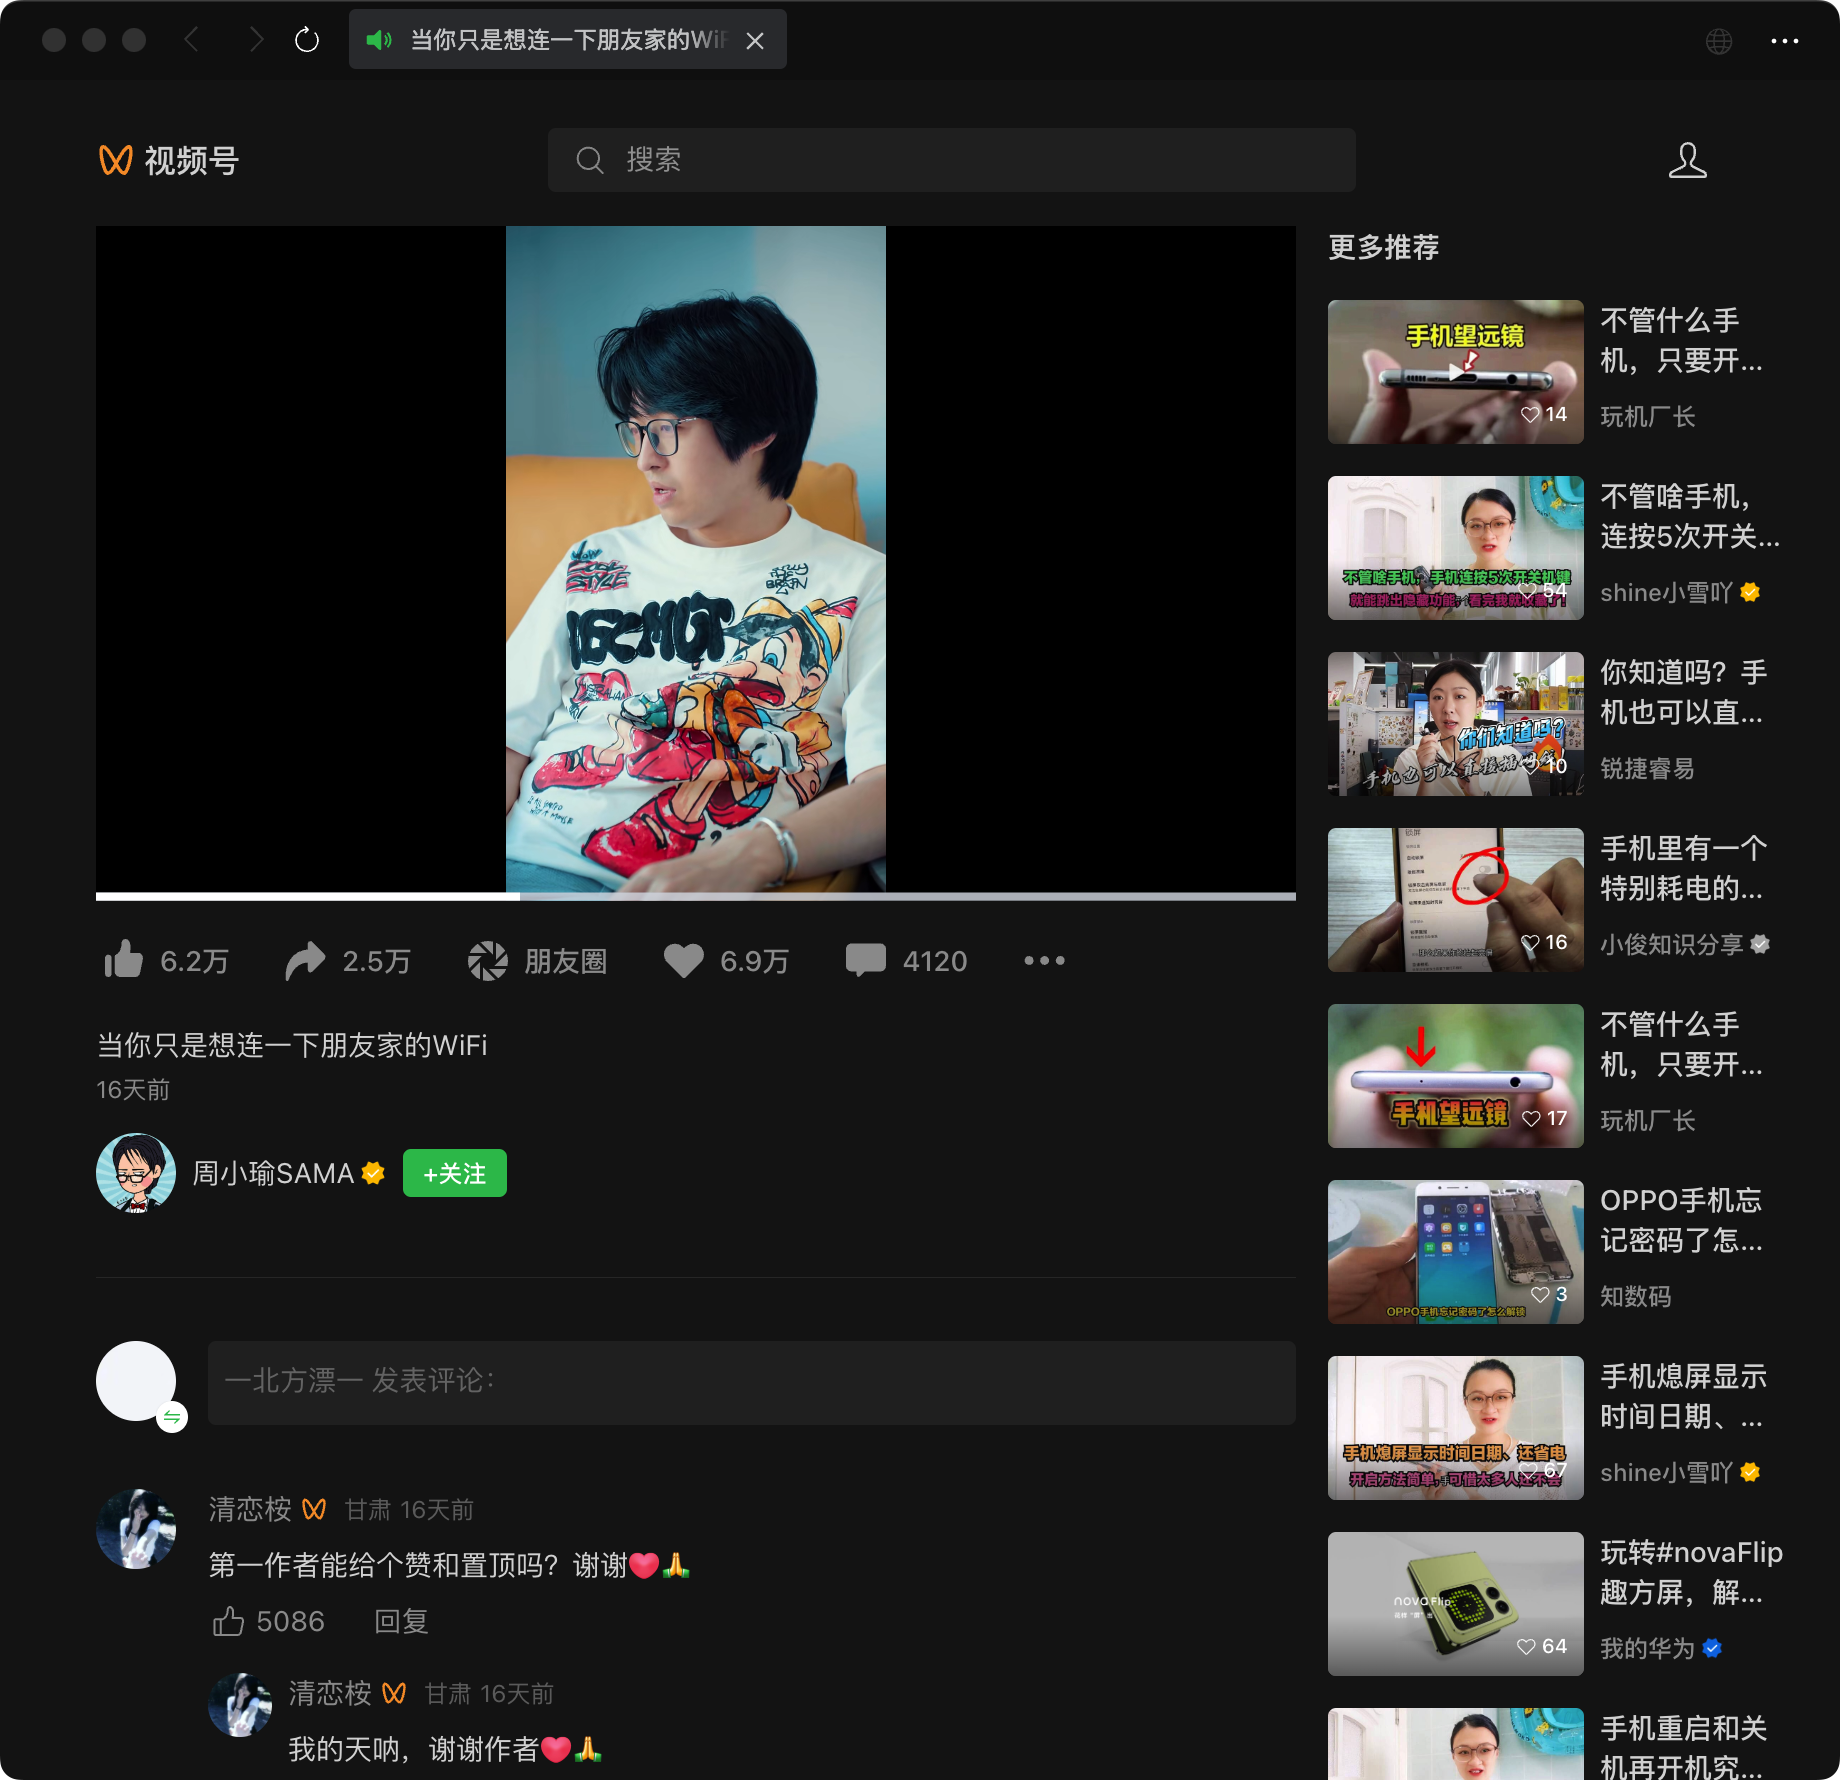 当你只是想连一下朋友家的WiF
视频号
搜索
LOCAL
STYLE
BRAIN
6.2万
2.5万
朋友圈
6.9万
4120
当你只是想连一下朋友家的WiFi
16天前
周小瑜SAMA
+关注
一北方漂一 发表评论：
清恋桉 甘肃 16天前
第一作者能给个赞和置顶吗？谢谢❤️🙏
5086 回复
清恋桉 甘肃 16天前
我的天呐，谢谢作者❤️🙏
更多推荐
手机望远镜
14
不管什么手
机，只要开...
玩机厂长
不管啥手机，手机连按5次开关机键
就能跳出隐藏功能，看完我就收藏了！
54
不管啥手机，
连按5次开关...
shine小雪吖
你们知道吗？
手机也可以直接插网线！
10
你知道吗？手
机也可以直...
锐捷睿易
锁屏
16
手机里有一个
特别耗电的...
小俊知识分享
手机望远镜
17
不管什么手
机，只要开...
玩机厂长
OPPO手机忘记密码了怎么解锁
3
OPPO手机忘
记密码了怎...
知数码
手机熄屏显示时间日期、还省电
开启方法简单，可惜太多人还不会
67
手机熄屏显示
时间日期、...
shine小雪吖
nova Flip
64
玩转#novaFlip
趣方屏，解...
我的华为
手机重启和关
机再开机究...